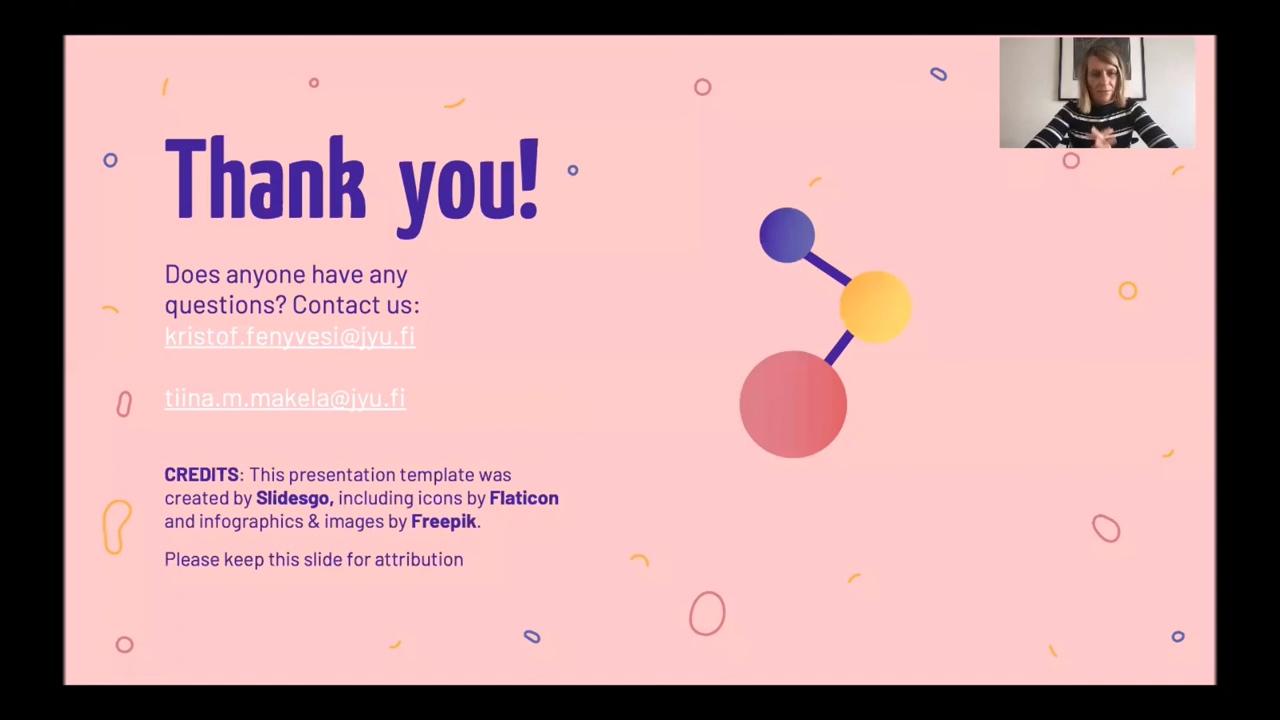 Thank you!
Does anyone have any
questions? Contact us:
kristof.fenyvesi@jyu.fi
tiina.m.makela@jyu.fi
CREDITS: This presentation template was
created by Slidesgo, including icons by Flaticon
and infographics & images by Freepik.
Please keep this slide for attribution